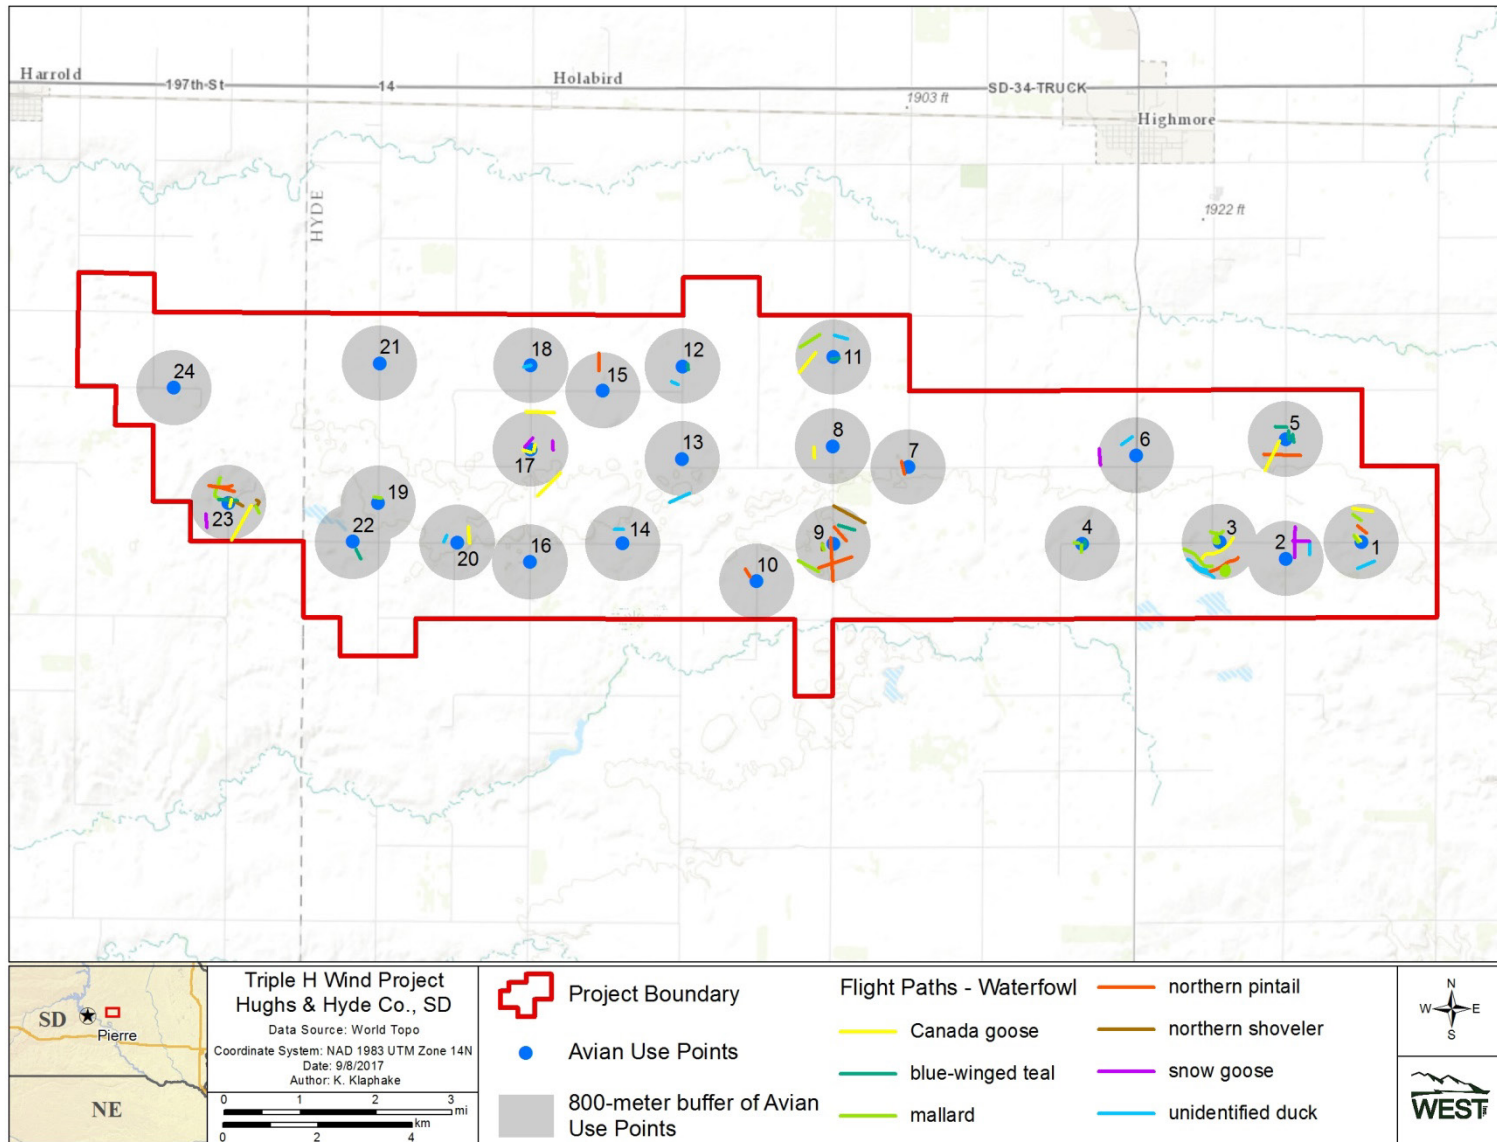 Harrold
197th-St
14
Holabird
SD-34-TRUCK
1903 ft
Highmore
HYDE
1922 ft
24
21
18
15
12
11
17
13
8
7
6
5
23
19
22
20
16
14
10
9
4
3
2
1
SD
Pierre
NE
Triple H Wind Project
Hughs & Hyde Co., SD
Data Source: World Topo
Coordinate System: NAD 1983 UTM Zone 14N
Date: 9/8/2017
Author: K. Klaphake
0 1 2 3
mi
km
0 2 4
Project Boundary
Avian Use Points
800-meter buffer of Avian
Use Points
Flight Paths - Waterfowl
Canada goose
blue-winged teal
mallard
northern pintail
northern shoveler
snow goose
unidentified duck
N
W E
S
WEST